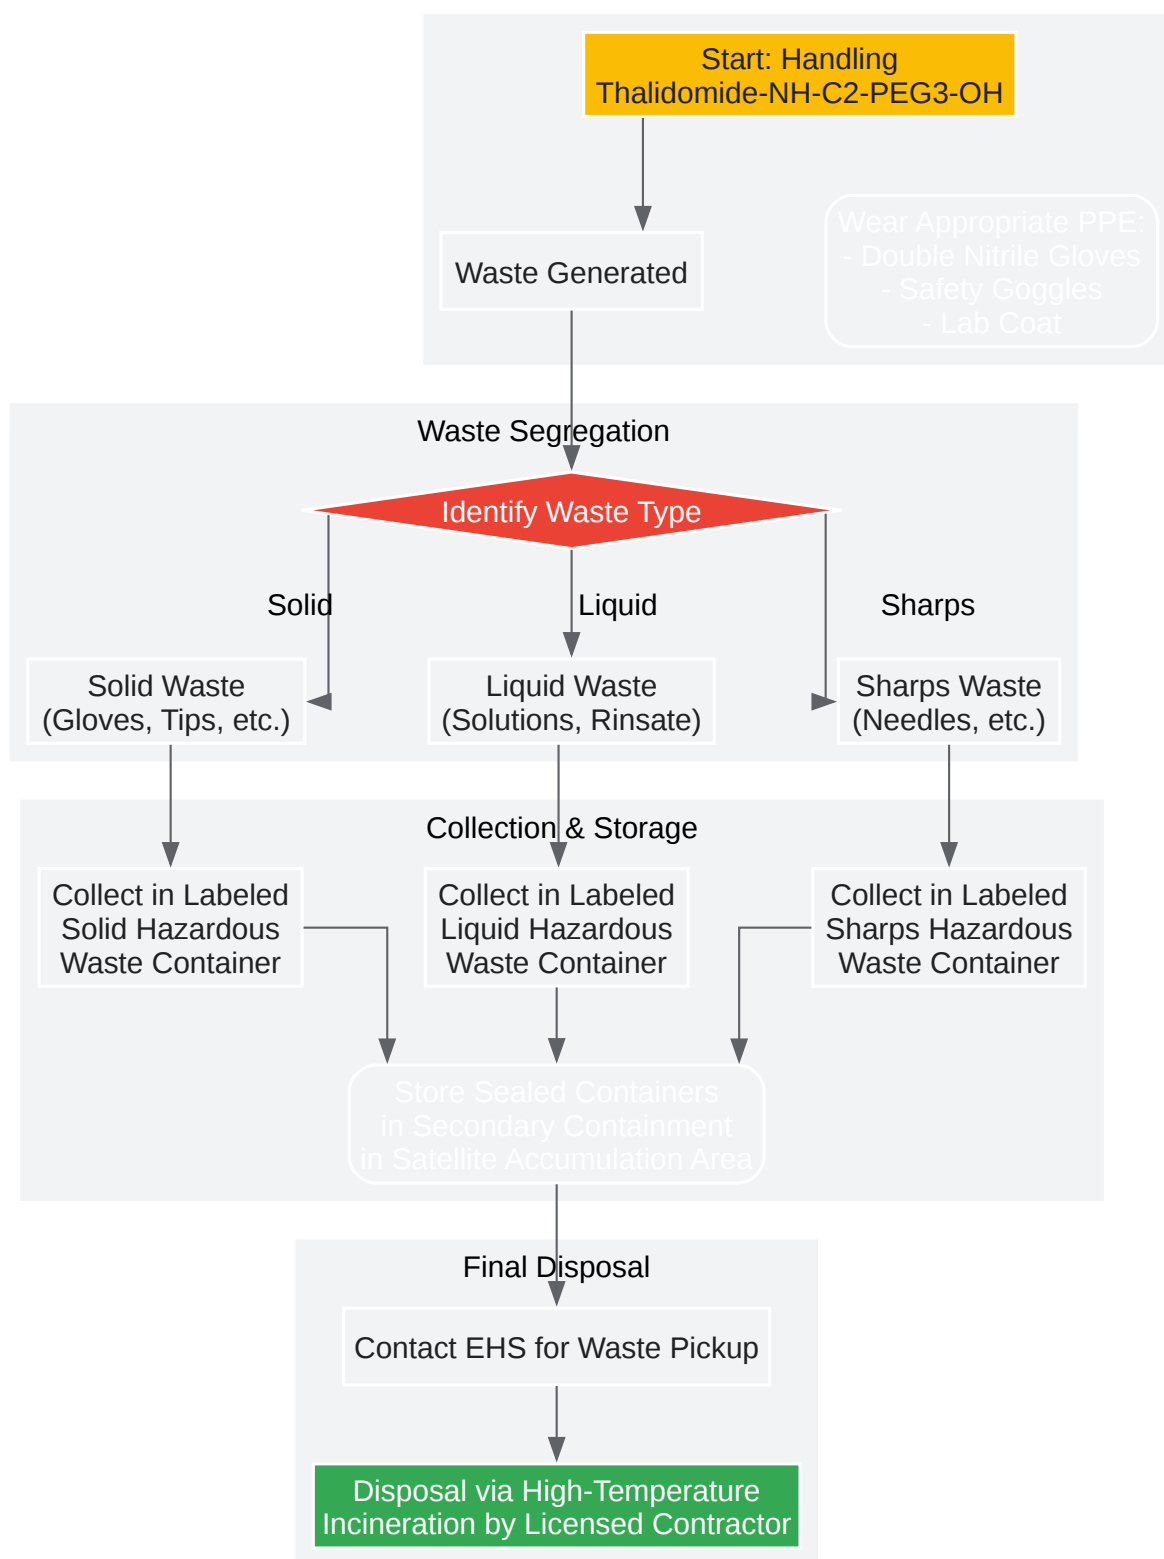 Start: Handling
Thalidomide-NH-C2-PEG3-OH
Wear Appropriate PPE:
- Double Nitrile Gloves
- Safety Goggles
- Lab Coat
Waste Generated
Waste Segregation
Identify Waste Type
Solid
Liquid
Sharps
Solid Waste
(Gloves, Tips, etc.)
Liquid Waste
(Solutions, Rinsate)
Sharps Waste
(Needles, etc.)
Collection & Storage
Collect in Labeled
Solid Hazardous
Waste Container
Collect in Labeled
Liquid Hazardous
Waste Container
Collect in Labeled
Sharps Hazardous
Waste Container
Store Sealed Containers
in Secondary Containment
in Satellite Accumulation Area
Final Disposal
Contact EHS for Waste Pickup
Disposal via High-Temperature
Incineration by Licensed Contractor